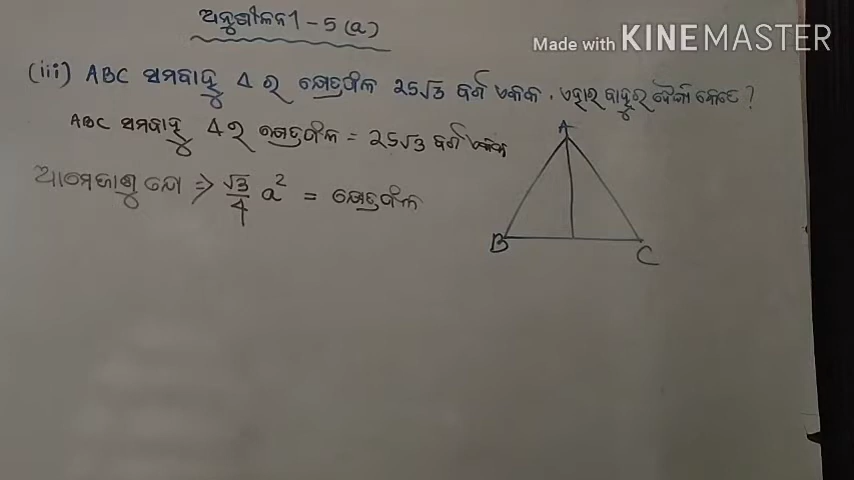 ଅନୁଶୀଳନୀ - 5 (a)
Made with KINEMASTER
(iii) ABC ସମବାହୁ Δ ର କ୍ଷେତ୍ରଫଳ 25√3 ବର୍ଗ ଏକକ. ଏହାର ବାହୁର ଦୈର୍ଘ୍ୟ କେତେ ?
ABC ସମବାହୁ Δ ର କ୍ଷେତ୍ରଫଳ = 25√3 ବର୍ଗ ଏକକ
ଆମେ ଜାଣୁ ଯେ ⇒ √3/4 a² = କ୍ଷେତ୍ରଫଳ
A
B
C